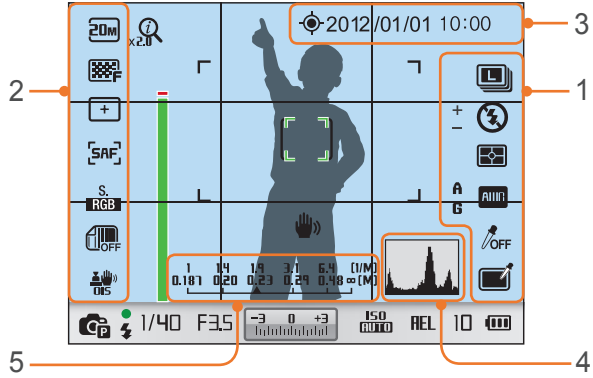 2012/01/01 10:00
3
20M
x2.0
F
2
1
L
+
−
+
SAF
S.
RGB
A
G
AWB
OFF
OFF
OIS
1 1.4 1.9 3.1 6.4 (1/M)
0.187 0.20 0.23 0.29 0.48 ∞ (M)
P
1/40 F3.5
-3 0 +3
ISO
AUTO
AEL
10
5
4